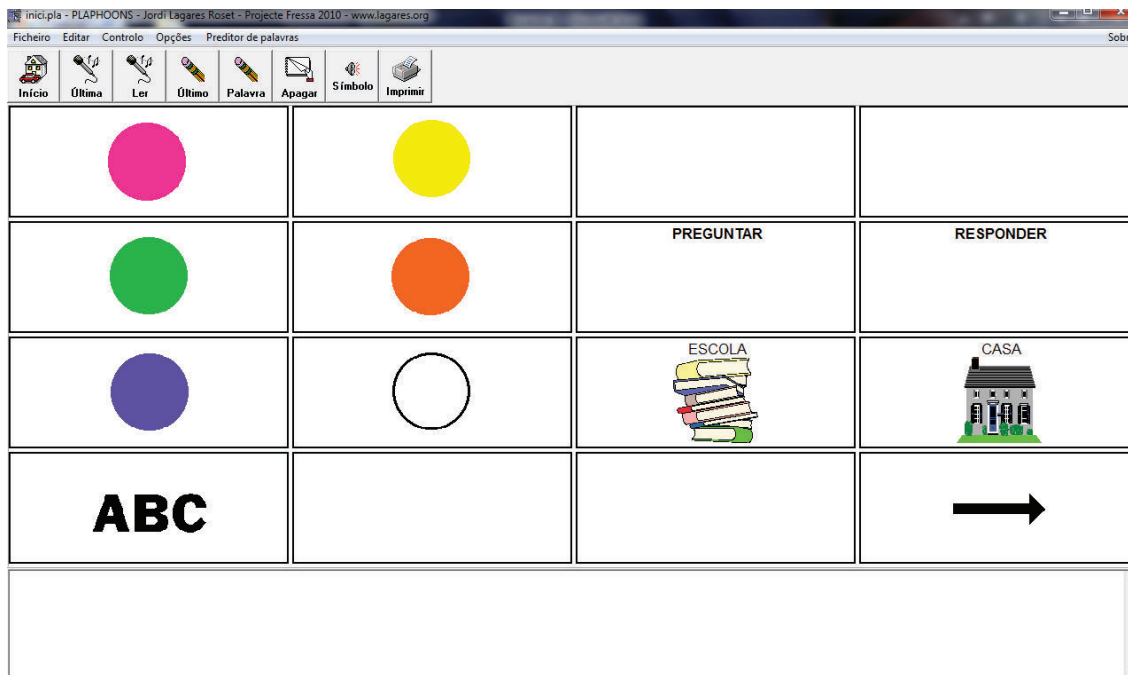 inici.pla - PLAPHOONS - Jordi Lagares Roset - Projecte Fressa 2010 - www.lagares.org
Ficheiro Editar Controlo Opções Preditor de palavras Sobr
Início Última Ler Último Palavra Apagar Símbolo Imprimir
PREGUNTAR RESPONDER
ESCOLA CASA
ABC